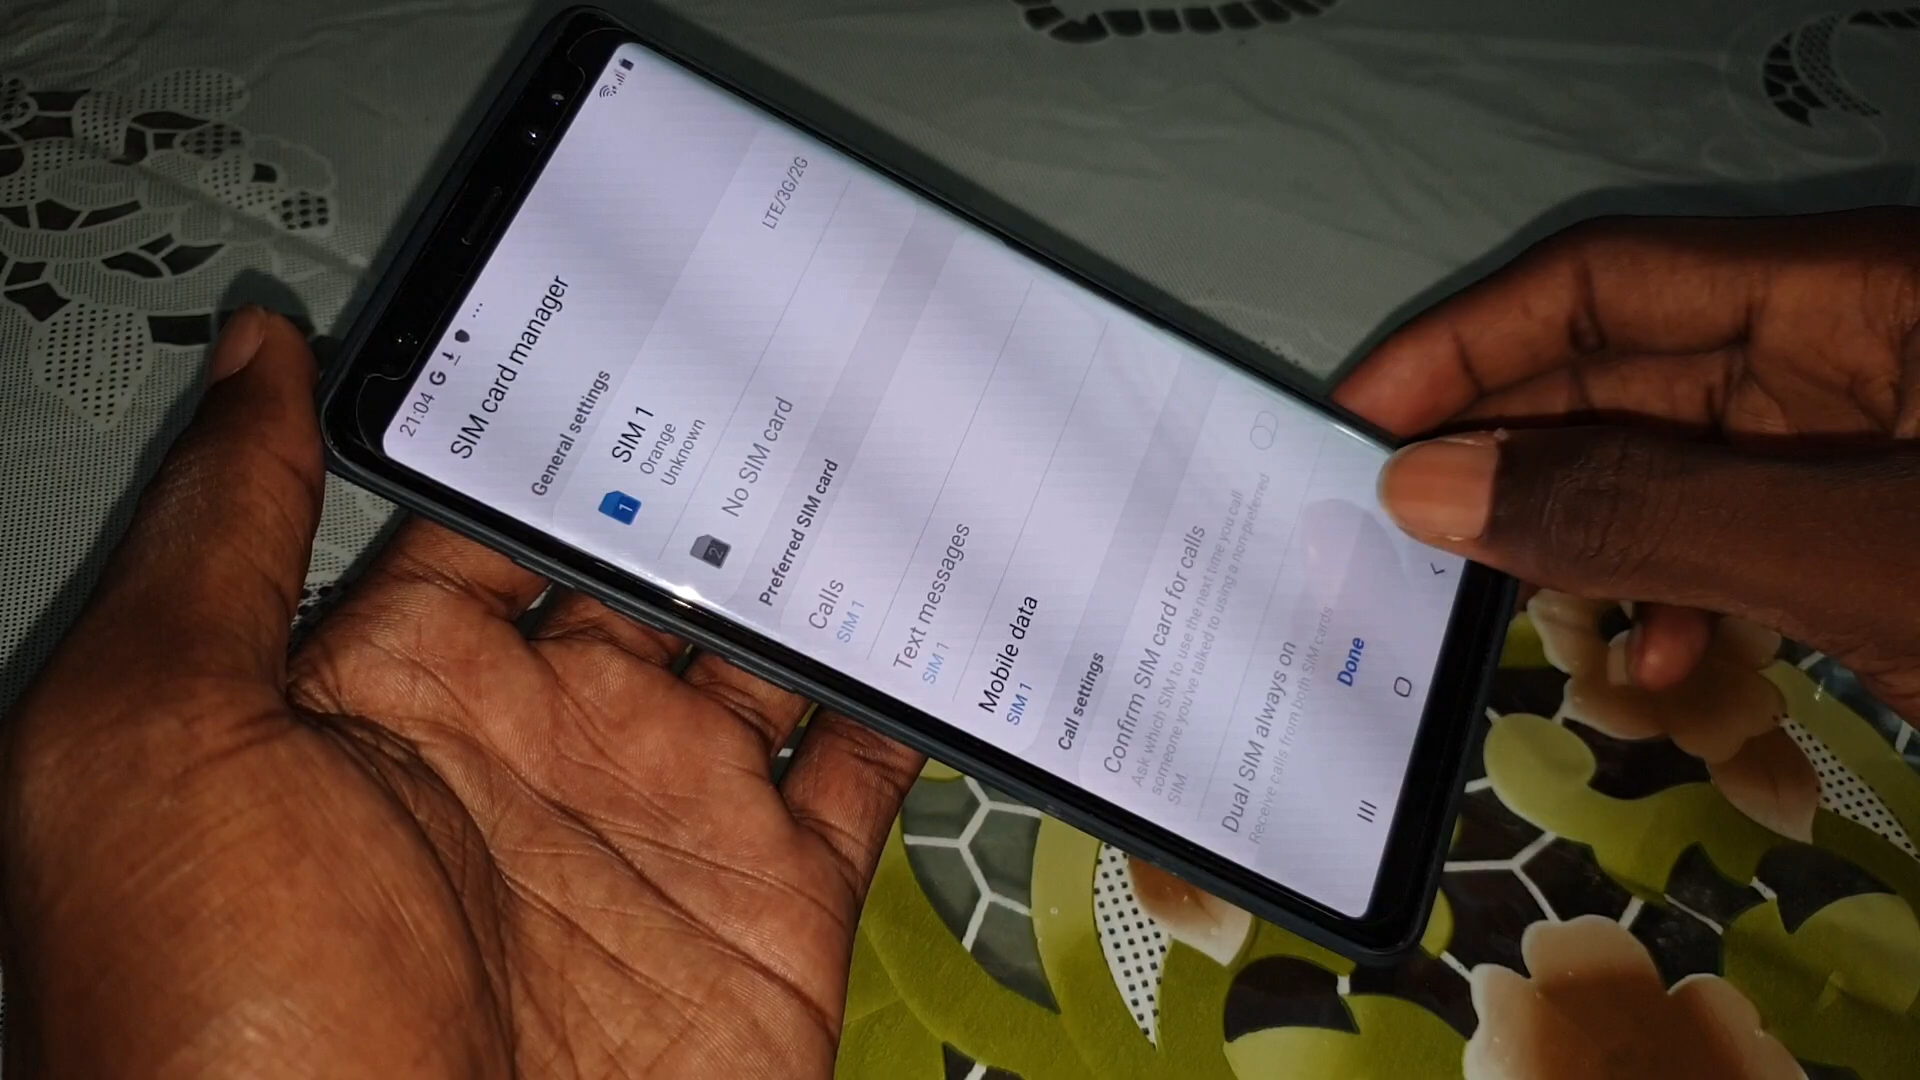 21:04 G
SIM card manager
General settings
1
SIM 1
Orange
Unknown
LTE/3G/2G
2
No SIM card
Preferred SIM card
Calls
SIM 1
Text messages
SIM 1
Mobile data
SIM 1
Call settings
Confirm SIM card for calls
Ask which SIM to use the next time you call
someone you've talked to using a non-preferred
SIM.
Dual SIM always on
Receive calls from both SIM cards
Done